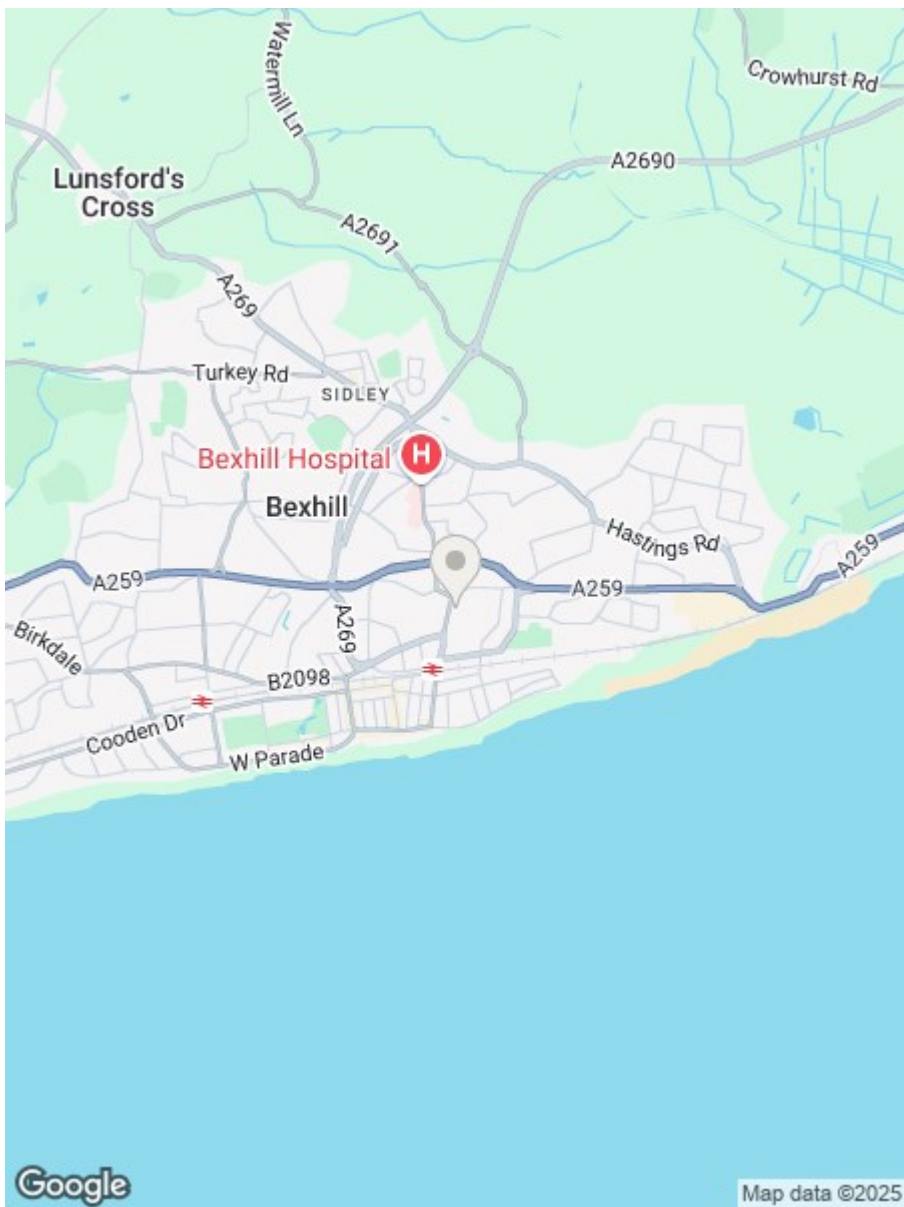 Watermill Ln
Crowhurst Rd
A2690
Lunsford's
Cross
A2691
A269
Turkey Rd
SIDLEY
Bexhill Hospital
H
Bexhill
Hastings Rd
A259
A259
A259
A269
Birkdale
B2098
Cooden Dr
W Parade
Google
Map data ©2025